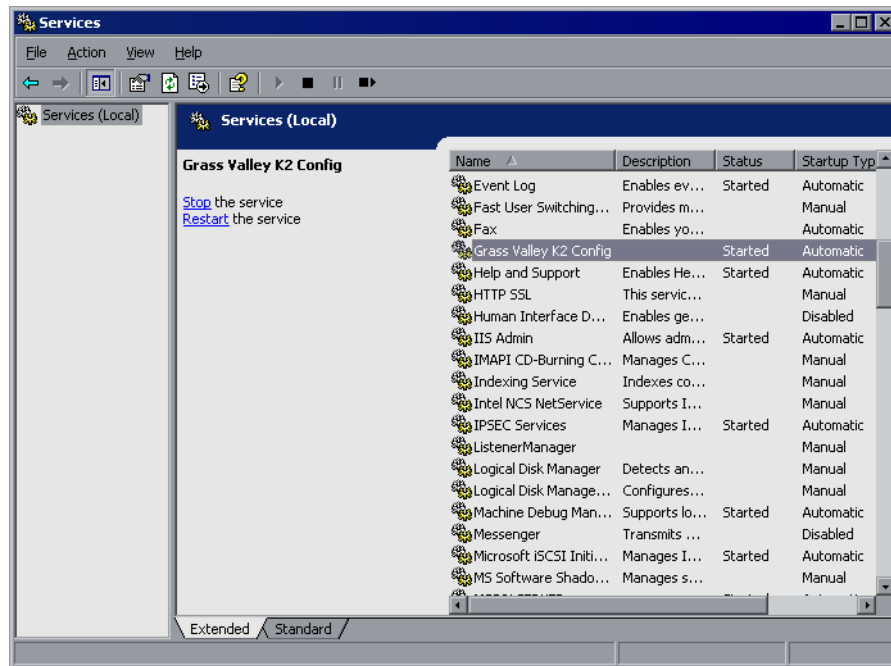 Services
File Action View Help
Services (Local)
Services (Local)
Grass Valley K2 Config
Stop the service
Restart the service
Name Description Status Startup Typ
Event Log Enables ev... Started Automatic
Fast User Switching... Provides m... Manual
Fax Enables yo... Automatic
Grass Valley K2 Config Started Automatic
Help and Support Enables He... Started Automatic
HTTP SSL This servic... Manual
Human Interface D... Enables ge... Disabled
IIS Admin Allows adm... Started Automatic
IMAPI CD-Burning C... Manages C... Manual
Indexing Service Indexes co... Manual
Intel NCS NetService Supports I... Manual
IPSEC Services Manages I... Started Automatic
ListenerManager Manual
Logical Disk Manager Detects an... Manual
Logical Disk Manage... Configures... Manual
Machine Debug Man... Supports lo... Started Automatic
Messenger Transmits ... Disabled
Microsoft iSCSI Initi... Manages I... Started Automatic
MS Software Shado... Manages s... Manual
Extended Standard